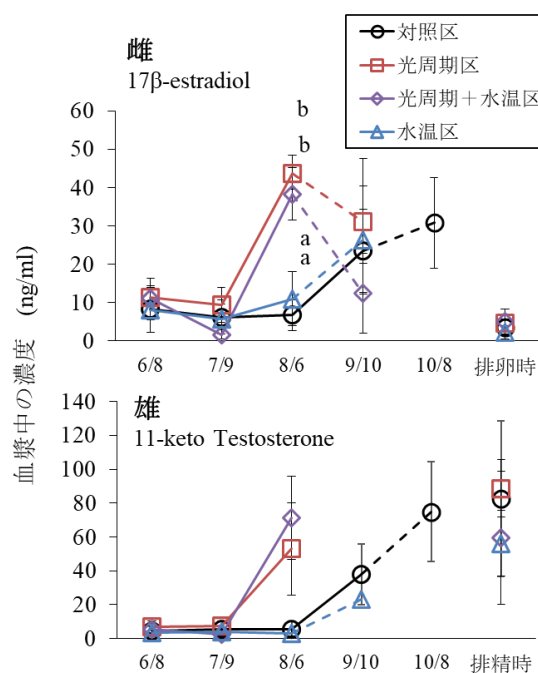 対照区
光周期区
光周期＋水温区
水温区
雌
17β-estradiol
血漿中の濃度 (ng/ml)
60
50
40
30
20
10
0
b
b
a
a
6/8 7/9 8/6 9/10 10/8 排卵時
雄
11-keto Testosterone
140
120
100
80
60
40
20
0
6/8 7/9 8/6 9/10 10/8 排精時